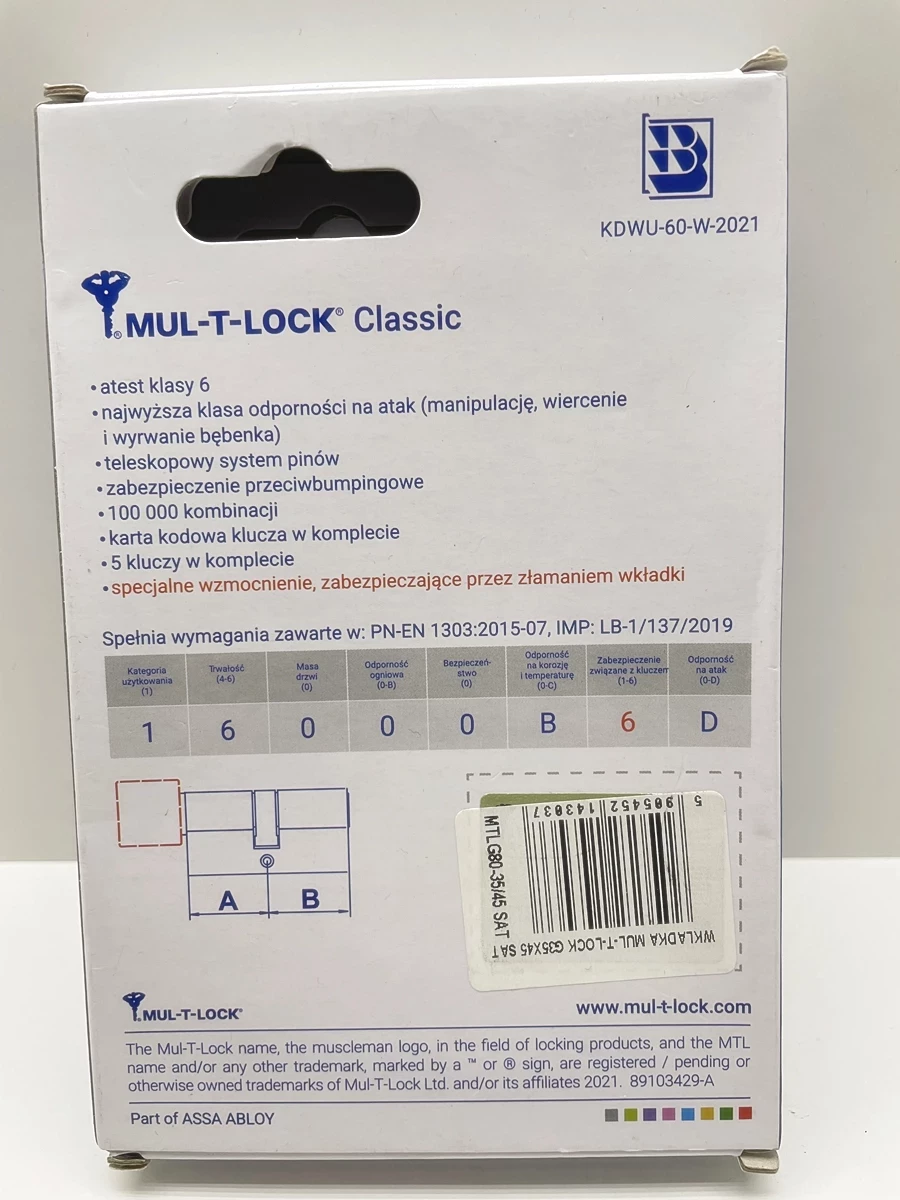 KDWU-60-W-2021
MUL-T-LOCK® Classic
•atest klasy 6
•najwyższa klasa odporności na atak (manipulację, wiercenie
i wyrwanie bębenka)
•teleskopowy system pinów
•zabezpieczenie przeciwbumpingowe
•100 000 kombinacji
•karta kodowa klucza w komplecie
•5 kluczy w komplecie
•specjalne wzmocnienie, zabezpieczające przez złamaniem wkładki
Spełnia wymagania zawarte w: PN-EN 1303:2015-07, IMP: LB-1/137/2019
Kategoria użytkowania (1)
Trwałość (4-6)
Masa drzwi (0)
Odporność ogniowa (0-B)
Bezpieczeń-stwo (0)
Odporność na korozję i temperaturę (0-C)
Zabezpieczenie związane z kluczem (1-6)
Odporność na atak (0-D)
1 6 0 0 0 B 6 D
A B
5 905452 143037
MTLG80-35/45 SAT
WKŁADKA MUL-T-LOCK G35X45 SAT
MUL-T-LOCK®
www.mul-t-lock.com
The Mul-T-Lock name, the muscleman logo, in the field of locking products, and the MTL
name and/or any other trademark, marked by a ™ or ® sign, are registered / pending or
otherwise owned trademarks of Mul-T-Lock Ltd. and/or its affiliates 2021. 89103429-A
Part of ASSA ABLOY